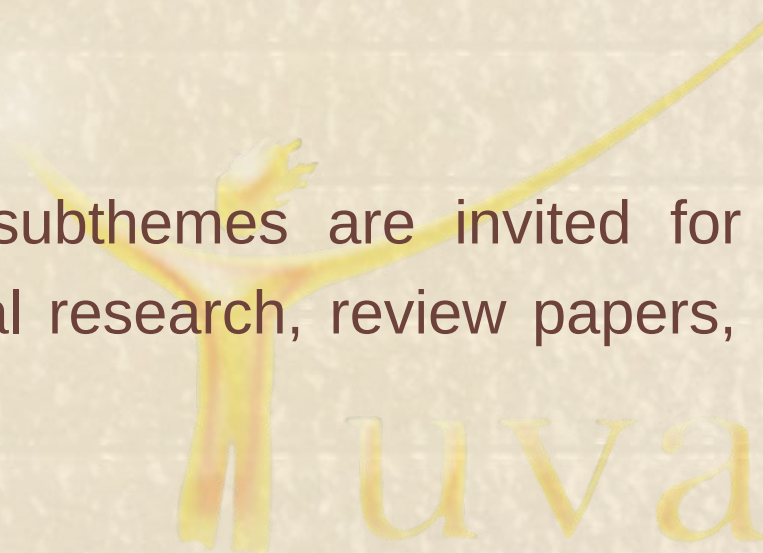 subthemes are invited for
al research, review papers,
uva